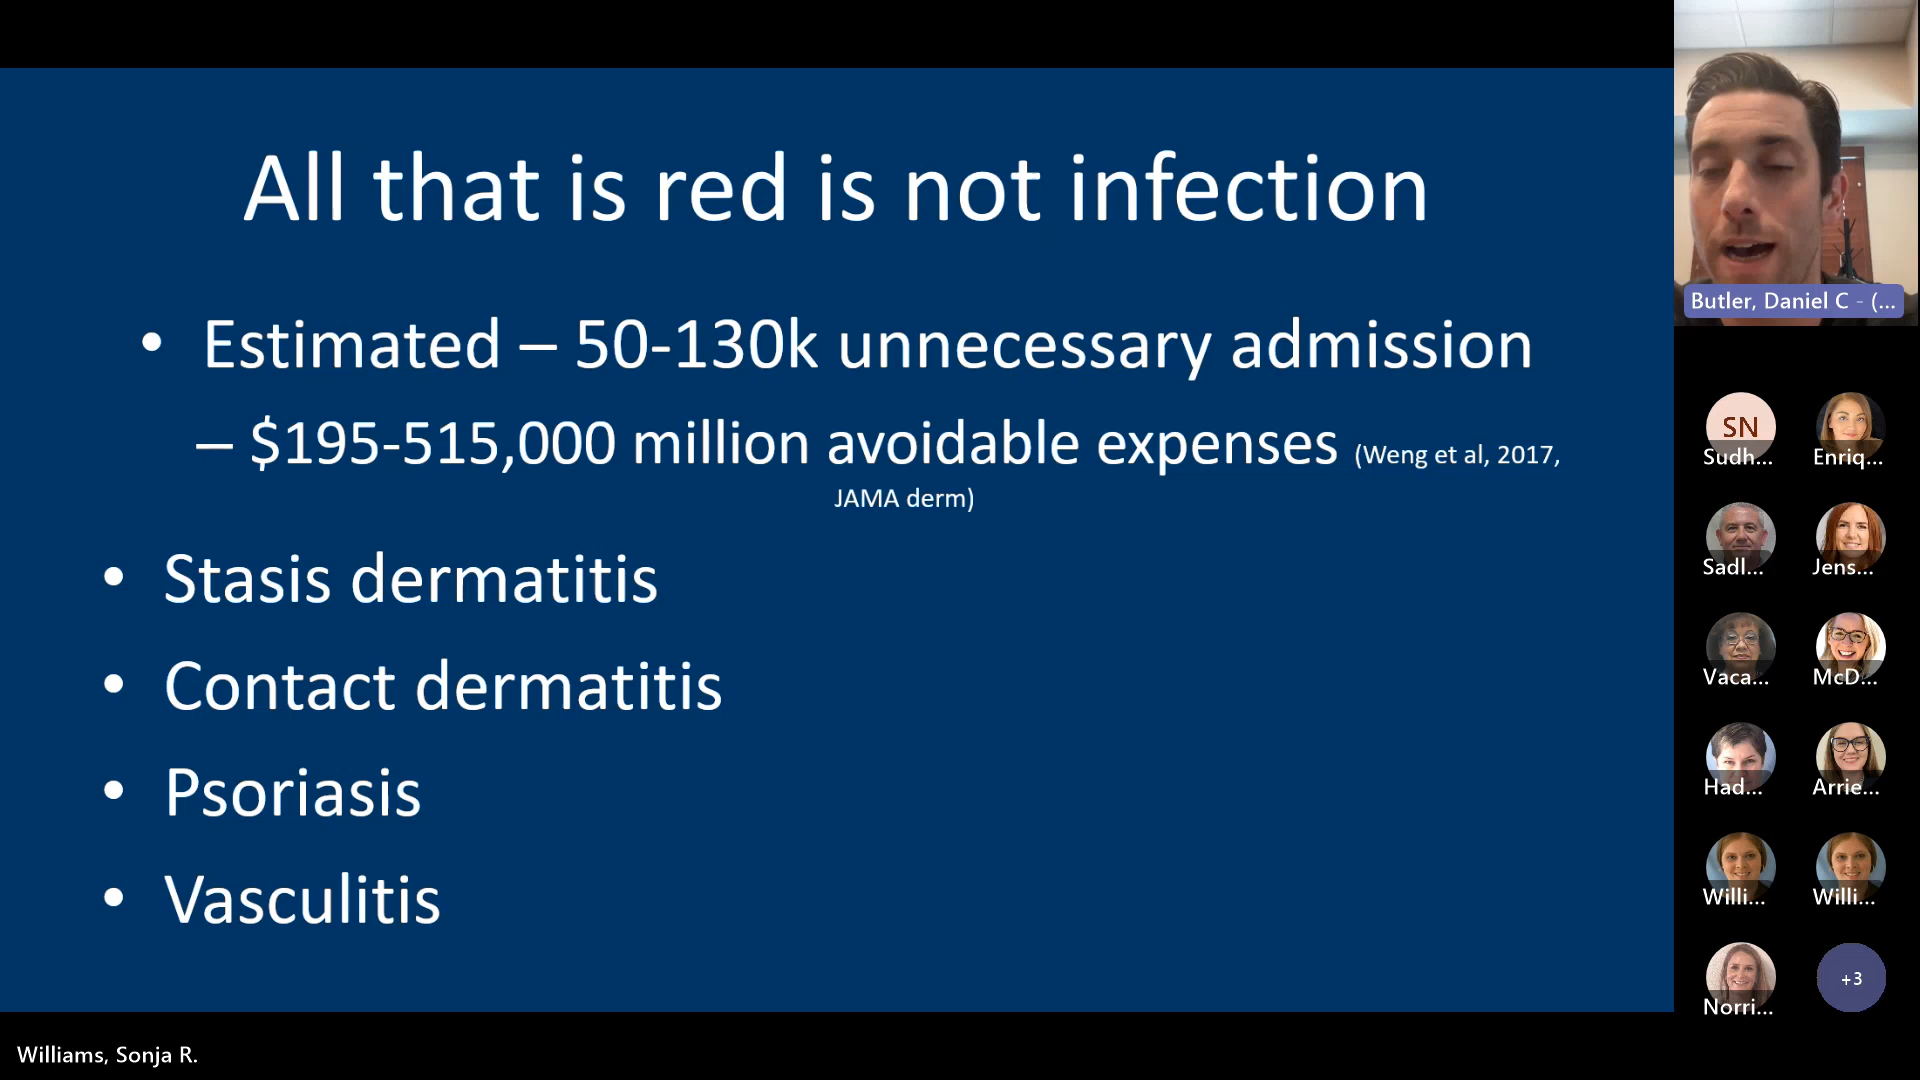 All that is red is not infection
• Estimated – 50-130k unnecessary admission
– $195-515,000 million avoidable expenses (Weng et al, 2017,
JAMA derm)
• Stasis dermatitis
• Contact dermatitis
• Psoriasis
• Vasculitis
Butler, Daniel C - (...
SN
Sudh...
Enriq...
Sadl...
Jens...
Vaca...
McD...
Had...
Arrie...
Willi...
Willi...
Norri...
+3
Williams, Sonja R.